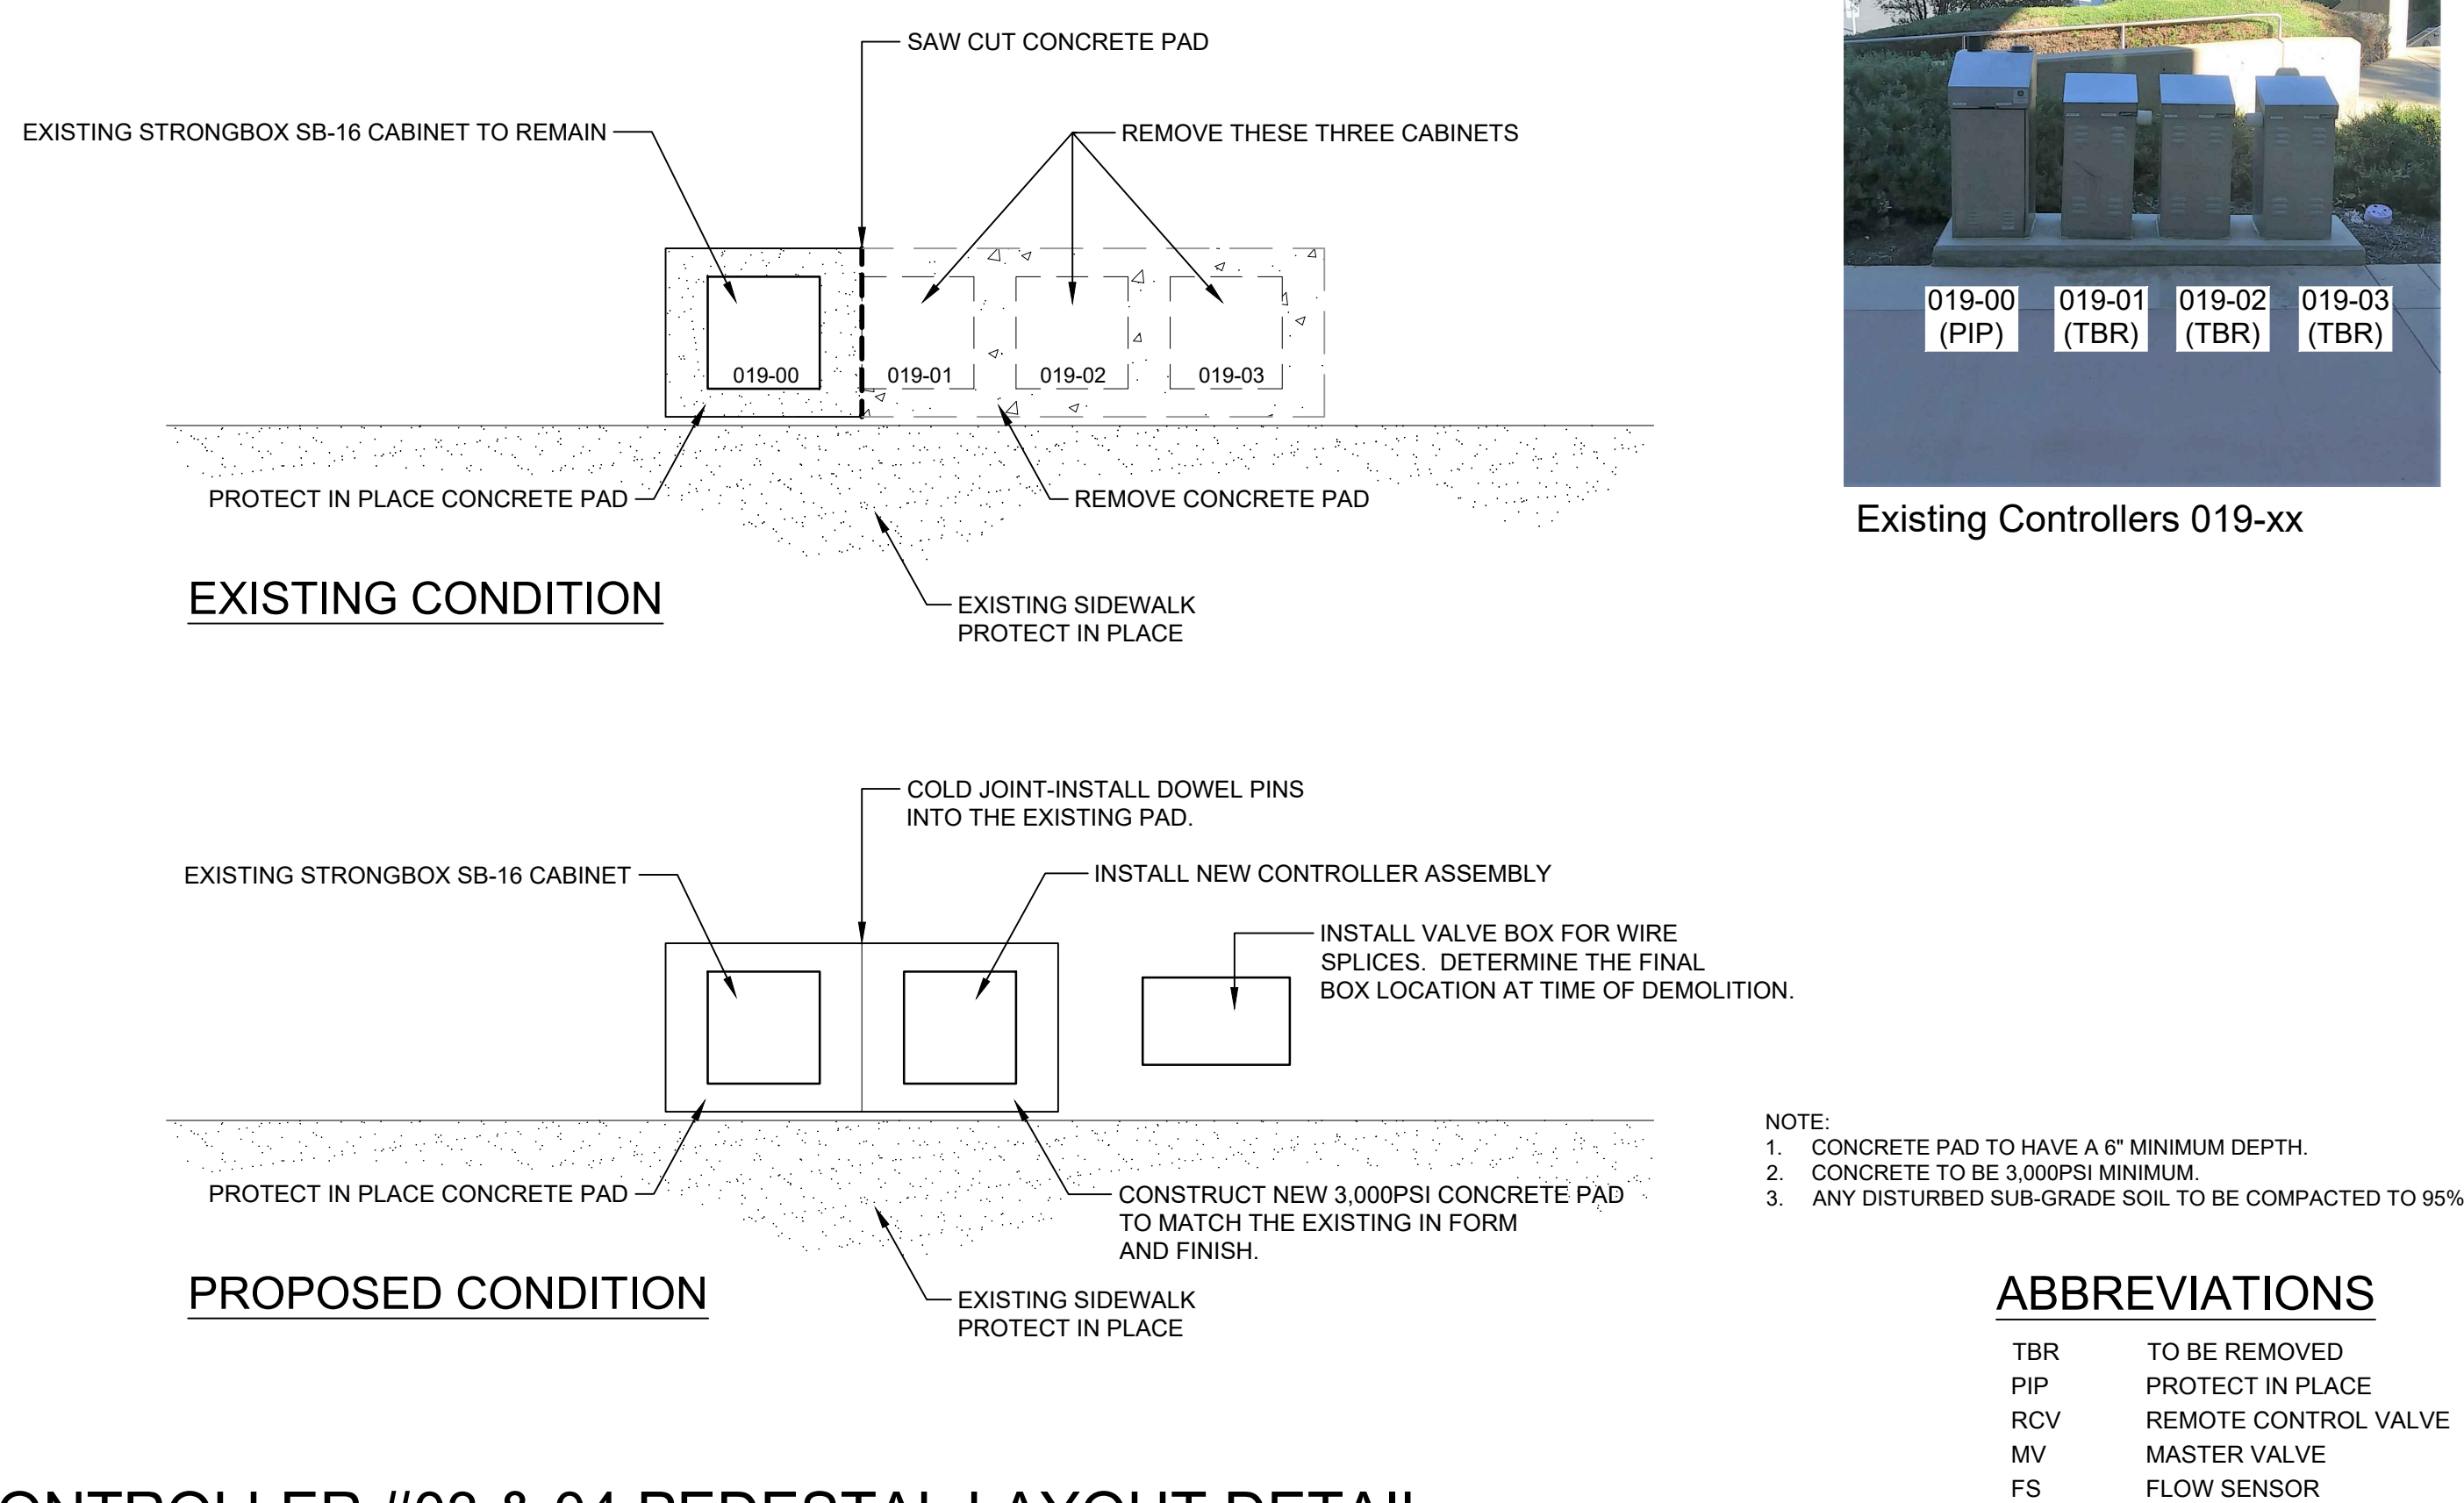 SAW CUT CONCRETE PAD
EXISTING STRONGBOX SB-16 CABINET TO REMAIN
REMOVE THESE THREE CABINETS
019-00
019-01
019-02
019-03
PROTECT IN PLACE CONCRETE PAD
REMOVE CONCRETE PAD
EXISTING CONDITION
EXISTING SIDEWALK
PROTECT IN PLACE
019-00
(PIP)
019-01
(TBR)
019-02
(TBR)
019-03
(TBR)
Existing Controllers 019-xx
COLD JOINT-INSTALL DOWEL PINS
INTO THE EXISTING PAD.
EXISTING STRONGBOX SB-16 CABINET
INSTALL NEW CONTROLLER ASSEMBLY
INSTALL VALVE BOX FOR WIRE
SPLICES. DETERMINE THE FINAL
BOX LOCATION AT TIME OF DEMOLITION.
PROTECT IN PLACE CONCRETE PAD
CONSTRUCT NEW 3,000PSI CONCRETE PAD
TO MATCH THE EXISTING IN FORM
AND FINISH.
PROPOSED CONDITION
EXISTING SIDEWALK
PROTECT IN PLACE
NOTE:
1. CONCRETE PAD TO HAVE A 6" MINIMUM DEPTH.
2. CONCRETE TO BE 3,000PSI MINIMUM.
3. ANY DISTURBED SUB-GRADE SOIL TO BE COMPACTED TO 95%
ABBREVIATIONS
TBR TO BE REMOVED
PIP PROTECT IN PLACE
RCV REMOTE CONTROL VALVE
MV MASTER VALVE
FS FLOW SENSOR
PEDESTAL LAYOUT DETAIL